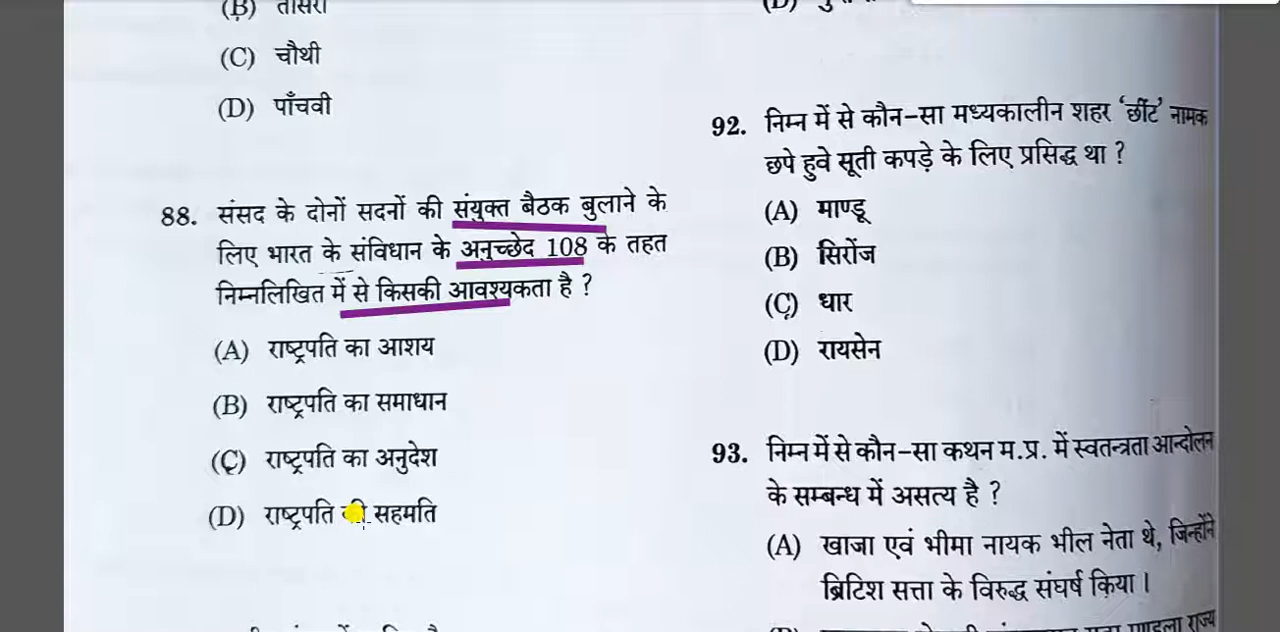 (B) तीसरी
(C) चौथी
(D) पाँचवी
88. संसद के दोनों सदनों की संयुक्त बैठक बुलाने के
लिए भारत के संविधान के अनुच्छेद 108 के तहत
निम्नलिखित में से किसकी आवश्यकता है ?
(A) राष्ट्रपति का आशय
(B) राष्ट्रपति का समाधान
(C) राष्ट्रपति का अनुदेश
(D) राष्ट्रपति की सहमति
(D)
92. निम्न में से कौन-सा मध्यकालीन शहर ‘छींट’ नामक
छपे हुवे सूती कपड़े के लिए प्रसिद्ध था ?
(A) माण्डू
(B) सिरोंज
(C) धार
(D) रायसेन
93. निम्न में से कौन-सा कथन म.प्र. में स्वतन्त्रता आन्दोलन
के सम्बन्ध में असत्य है ?
(A) खाजा एवं भीमा नायक भील नेता थे, जिन्होंने
ब्रिटिश सत्ता के विरुद्ध संघर्ष किया।